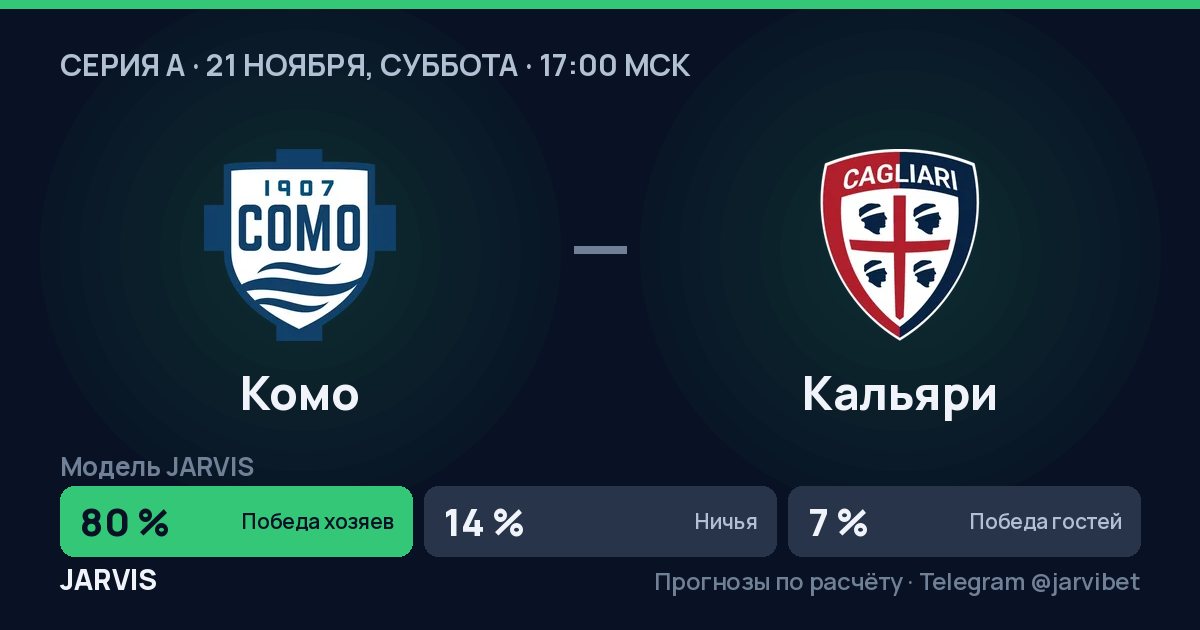 СЕРИЯ А · 21 НОЯБРЯ, СУББОТА · 17:00 МСК
1907
COMO
CAGLIARI
Комо
Кальяри
Модель JARVIS
80 % Победа хозяев
14 % Ничья
7 % Победа гостей
JARVIS
Прогнозы по расчёту · Telegram @jarvibet